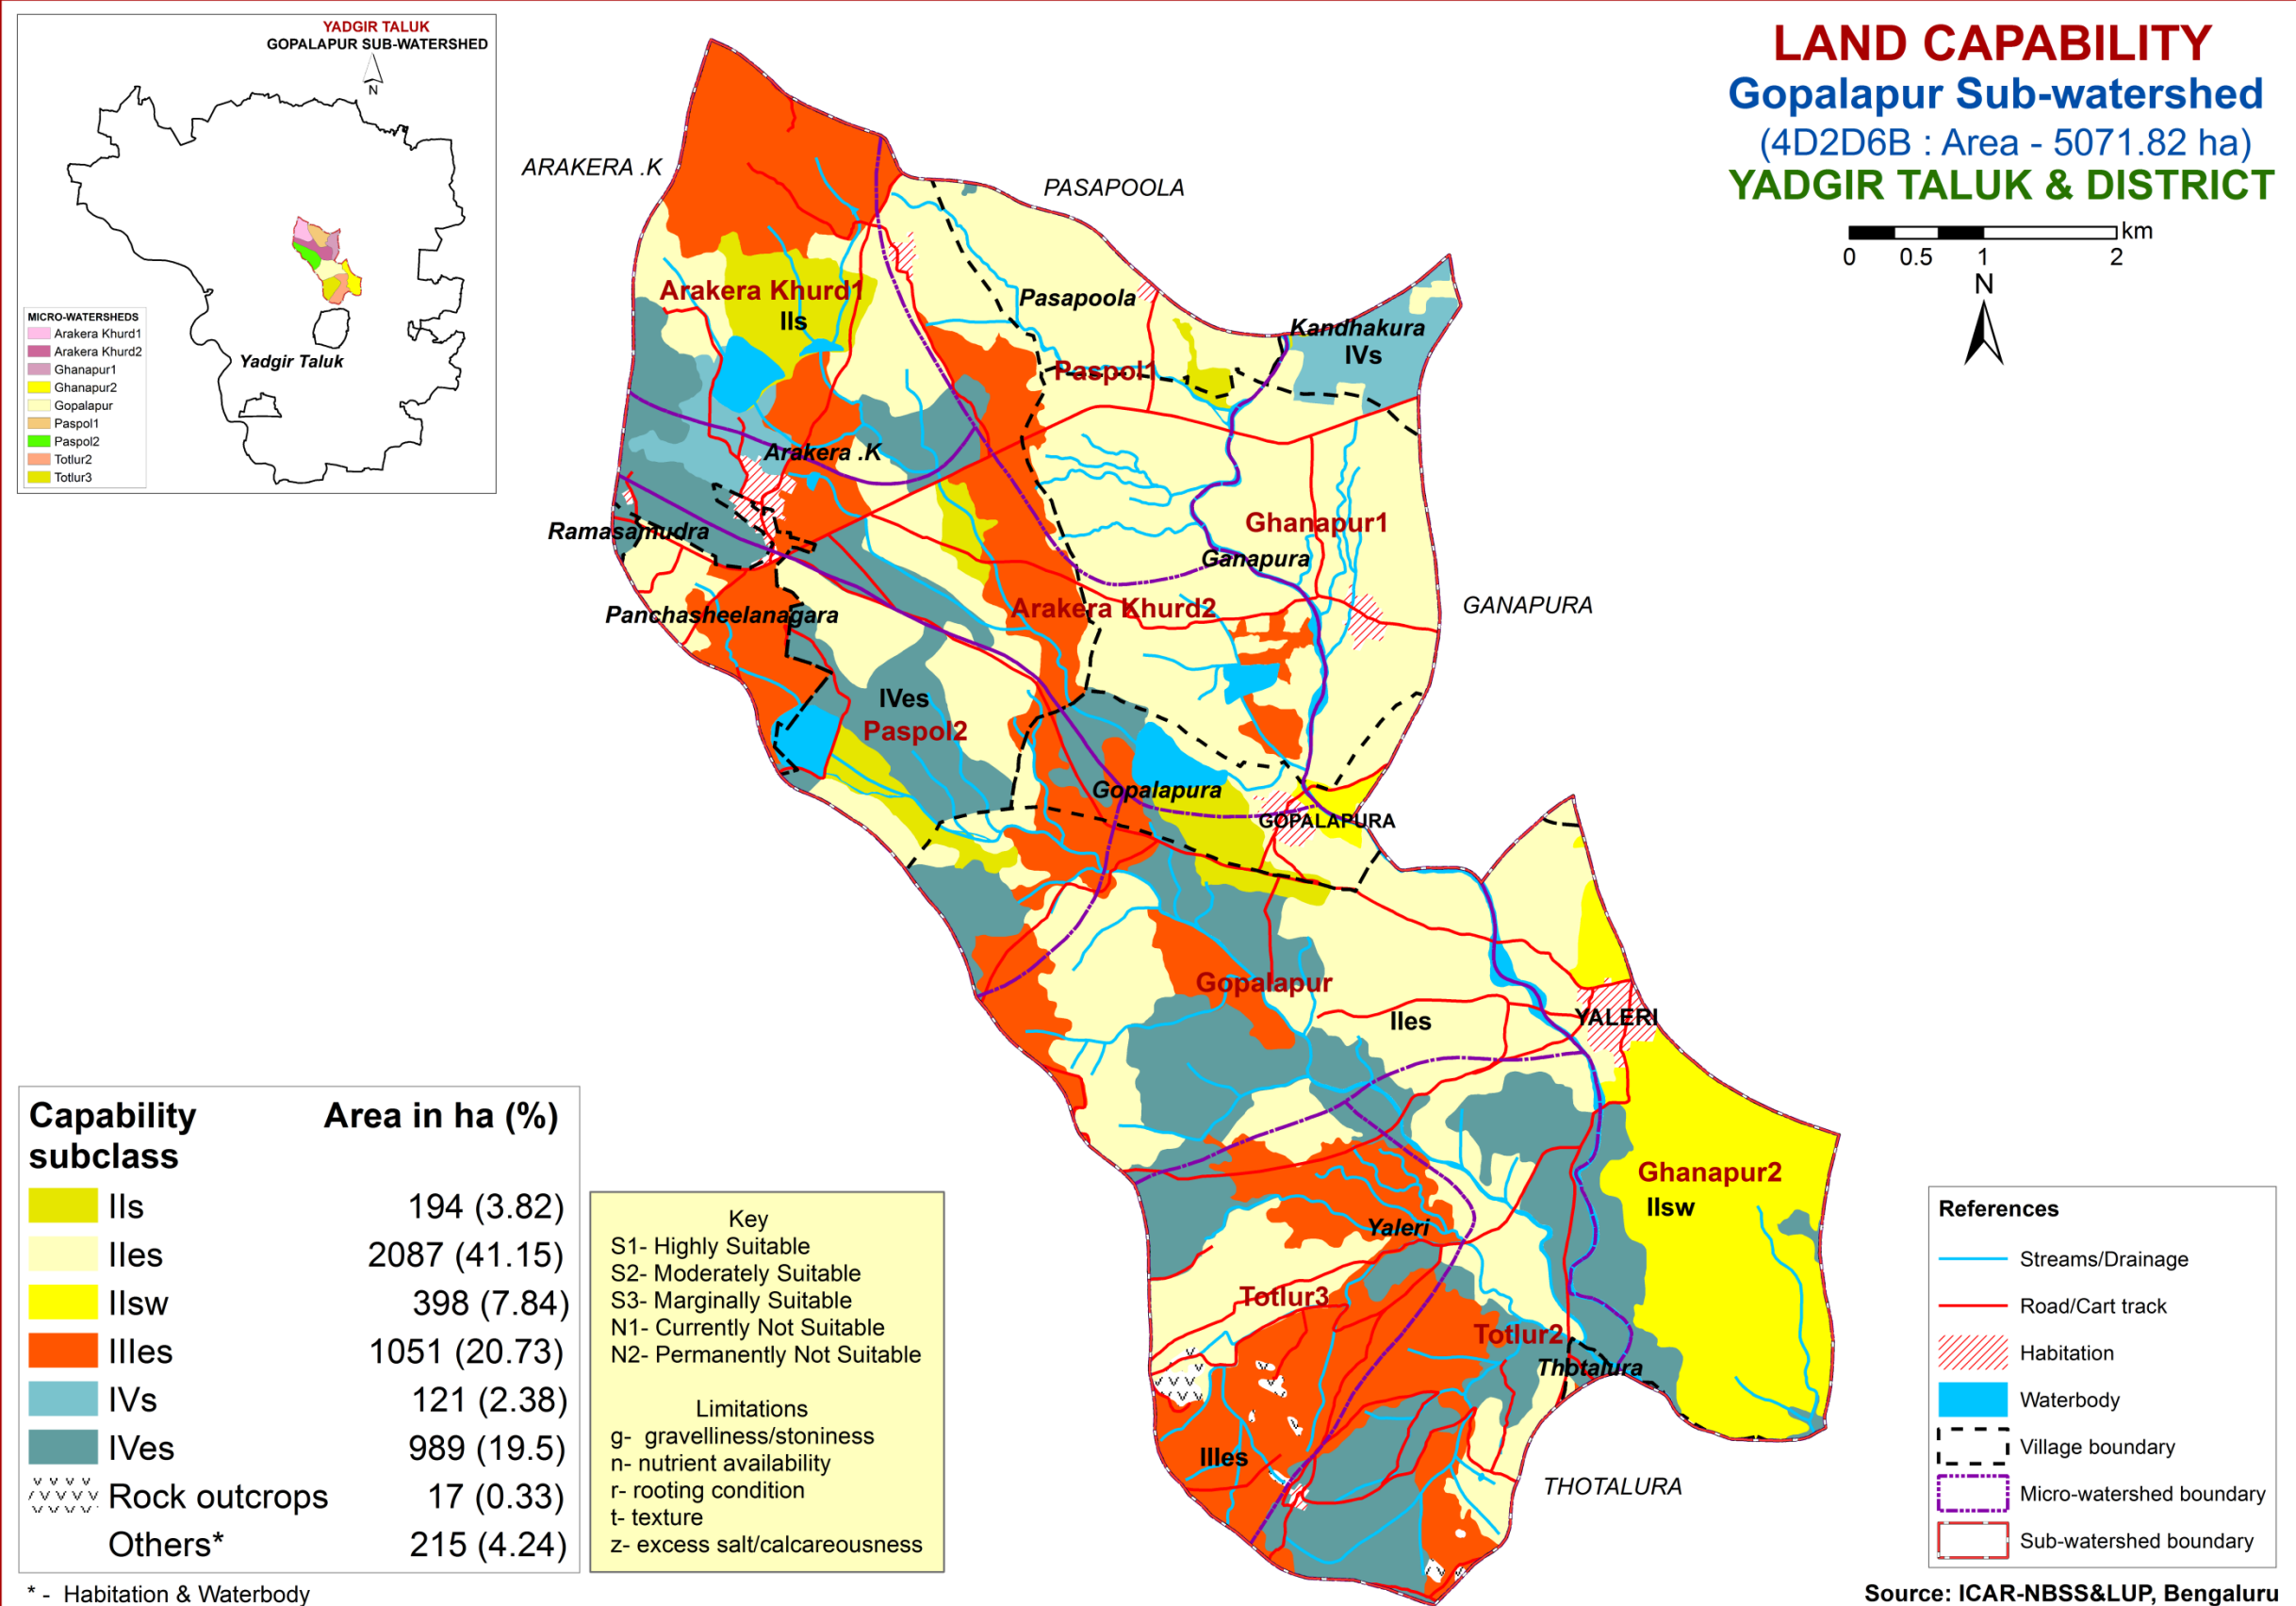 YADGIR TALUK
GOPALAPUR SUB-WATERSHED
N
Yadgir Taluk
MICRO-WATERSHEDS
Arakera Khurd1
Arakera Khurd2
Ghanapur1
Ghanapur2
Gopalapur
Paspol1
Paspol2
Totlur2
Totlur3
LAND CAPABILITY
Gopalapur Sub-watershed
(4D2D6B : Area - 5071.82 ha)
YADGIR TALUK & DISTRICT
km
0 0.5 1 2
N
ARAKERA .K
PASAPOOLA
Arakera Khurd1
IIs
Pasapoola
Kandhakura
IVs
Paspol1
Arakera .K
Ramasamudra
Ghanapur1
Ganapura
Arakera Khurd2
GANAPURA
Panchasheelanagara
IVes
Paspol2
Gopalapura
GOPALAPURA
Gopalapur
IIes
YALERI
Ghanapur2
IIsw
Yaleri
Totlur3
Totlur2
Thotalura
IIIes
THOTALURA
Capability subclass
Area in ha (%)
IIs 194 (3.82)
IIes 2087 (41.15)
IIsw 398 (7.84)
IIIes 1051 (20.73)
IVs 121 (2.38)
IVes 989 (19.5)
Rock outcrops 17 (0.33)
Others* 215 (4.24)
* - Habitation & Waterbody
Key
S1- Highly Suitable
S2- Moderately Suitable
S3- Marginally Suitable
N1- Currently Not Suitable
N2- Permanently Not Suitable
Limitations
g- gravelliness/stoniness
n- nutrient availability
r- rooting condition
t- texture
z- excess salt/calcareousness
References
Streams/Drainage
Road/Cart track
Habitation
Waterbody
Village boundary
Micro-watershed boundary
Sub-watershed boundary
Source: ICAR-NBSS&LUP, Bengaluru